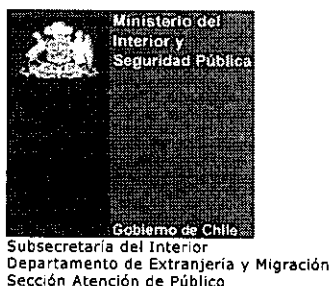 Ministerio del
Interior y
Seguridad Pública
Gobierno de Chile
Subsecretaría del Interior
Departamento de Extranjería y Migración
Sección Atención de Público